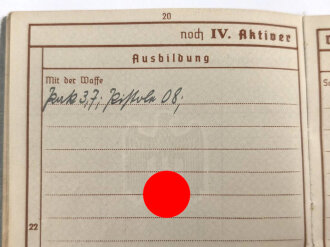 20
noch IV. Aktiver
Ausbildung
Mit der Waffe
Pak 3,7; Pistole 08;
22